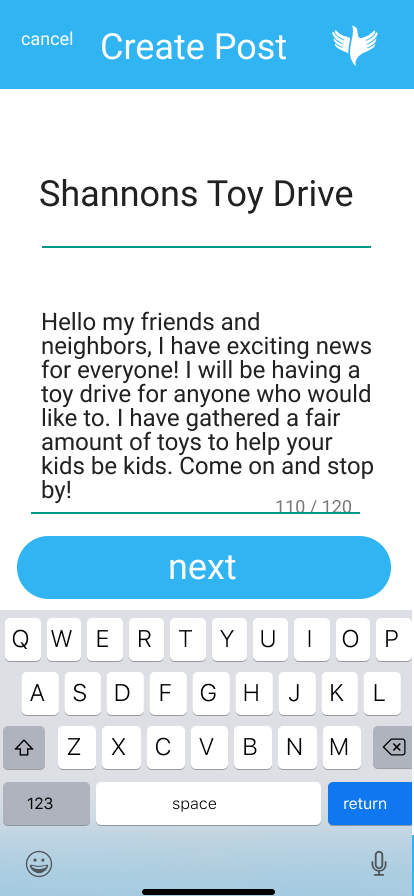 cancel
Create Post
Shannons Toy Drive
Hello my friends and
neighbors, I have exciting news
for everyone! I will be having a
toy drive for anyone who would
like to. I have gathered a fair
amount of toys to help your
kids be kids. Come on and stop
by!
110 / 120
next
Q W E R T Y U I O P
A S D F G H J K L
Z X C V B N M
123 space return